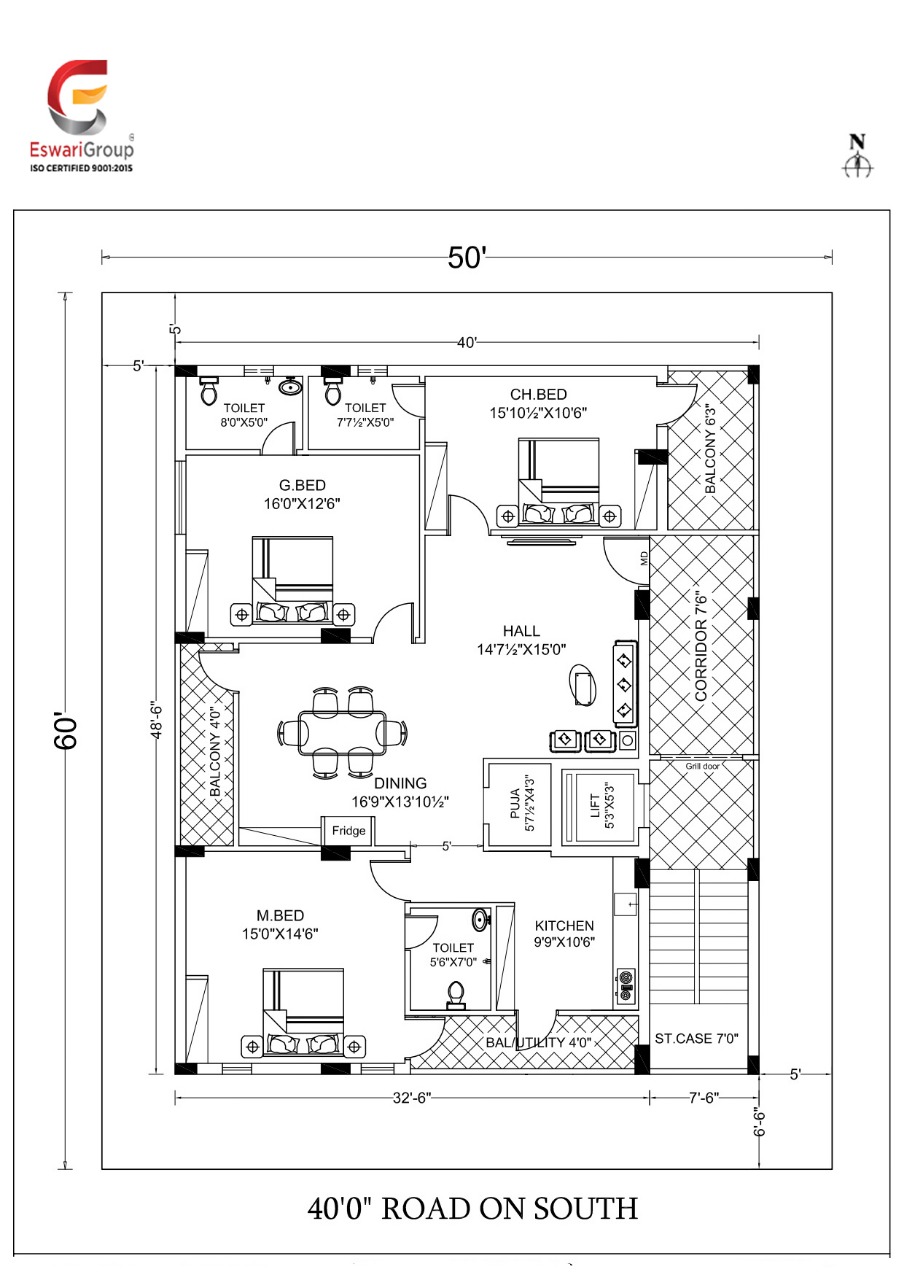 EswariGroup®
ISO CERTIFIED 9001:2015
N
50'
5'
40'
5'
TOILET
8'0"X5'0"
TOILET
7'7½"X5'0"
CH.BED
15'10½"X10'6"
BALCONY 6'3"
G.BED
16'0"X12'6"
MD
HALL
14'7½"X15'0"
CORRIDOR 7'6"
60'
48'-6"
BALCONY 4'0"
DINING
16'9"X13'10½"
Fridge
PUJA
5'7½"X4'3"
LIFT
5'3"X5'3"
Grill door
5'
M.BED
15'0"X14'6"
TOILET
5'6"X7'0"
KITCHEN
9'9"X10'6"
BAL/UTILITY 4'0"
ST.CASE 7'0"
5'
32'-6"
7'-6"
6'-6"
40'0" ROAD ON SOUTH